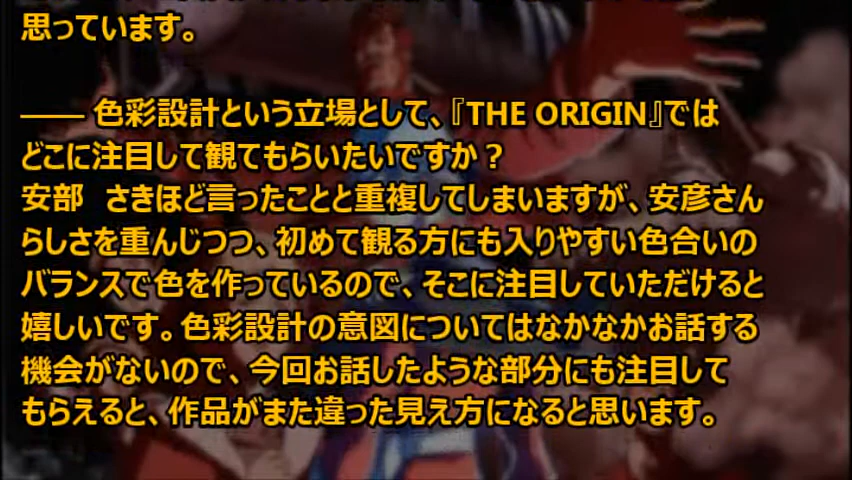 思っています。
―― 色彩設計という立場として、『THE ORIGIN』では
どこに注目して観てもらいたいですか？
安部　さきほど言ったことと重複してしまいますが、安彦さん
らしさを重んじつつ、初めて観る方にも入りやすい色合いの
バランスで色を作っているので、そこに注目していただけると
嬉しいです。色彩設計の意図についてはなかなかお話する
機会がないので、今回お話したような部分にも注目して
もらえると、作品がまた違った見え方になると思います。